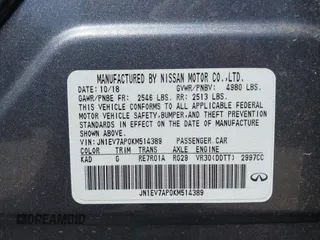 MANUFACTURED BY NISSAN MOTOR CO.,LTD.
DATE: 10/18 GVWR/PNBV: 4980 LBS.
GAWR/PNBE FR: 2546 LBS. RR: 2513 LBS.
THIS VEHICLE CONFORMS TO ALL APPLICABLE FEDERAL
MOTOR VEHICLE SAFETY,BUMPER,AND THEFT PREVENTION
STANDARDS IN EFFECT ON THE DATE OF MANUFACTURE
SHOWN ABOVE.
VIN:JN1EV7AP0KM514389 PASSENGER CAR
COLOR TRIM TRANS AXLE ENGINE
KAD G RE7R01A RG29 VR30(DDTT) 2997CC
JN1EV7AP0KM514389
© DREAMOID